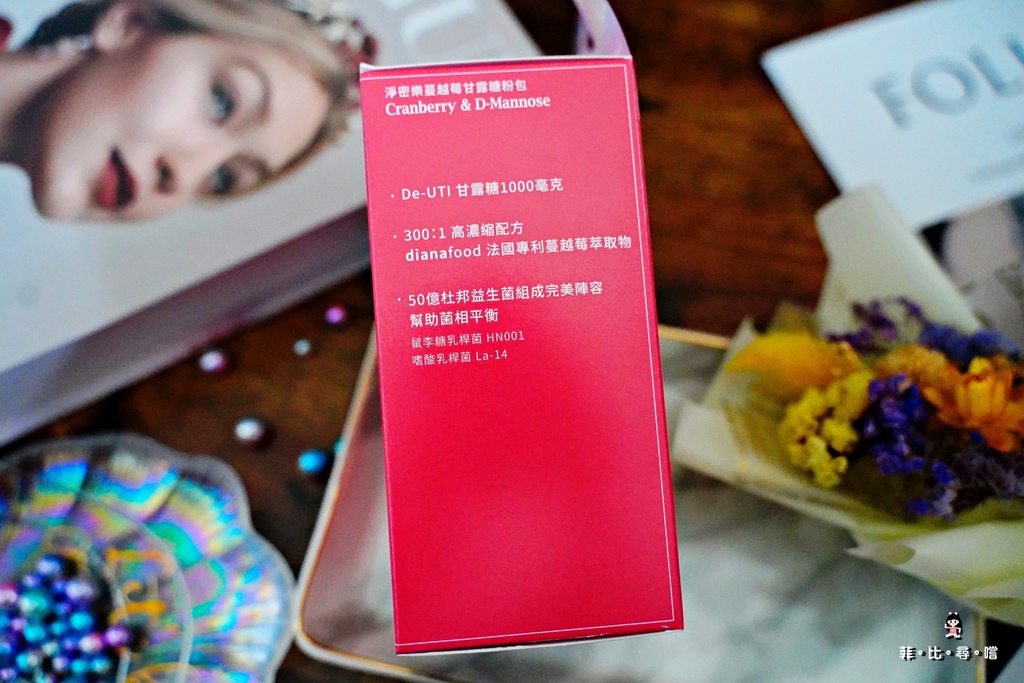 淨密樂蔓越莓甘露糖粉包
Cranberry & D-Mannose
· De-UTI 甘露糖1000毫克
· 300:1 高濃縮配方
dianafood 法國專利蔓越莓萃取物
· 50億杜邦益生菌組成完美陣容
幫助菌相平衡
鼠李糖乳桿菌 HN001
嗜酸乳桿菌 La-14
FOLI
菲·比·尋·嚐